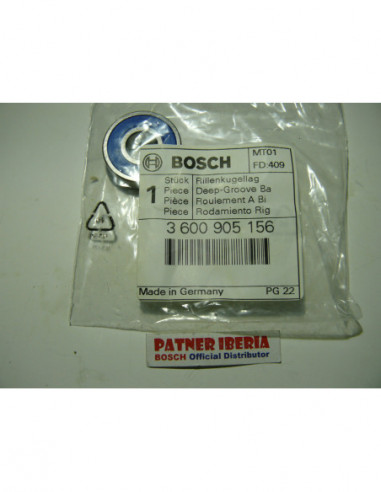 BOSCH
MT01
FD:409
1
Stück Rillenkugellag
Piece Deep-Groove Ba
Pièce Roulement A Bi
Piece Rodamiento Rig
3 600 905 156
Made in Germany
PG 22
PATNER IBERIA
BOSCH Official Distributor